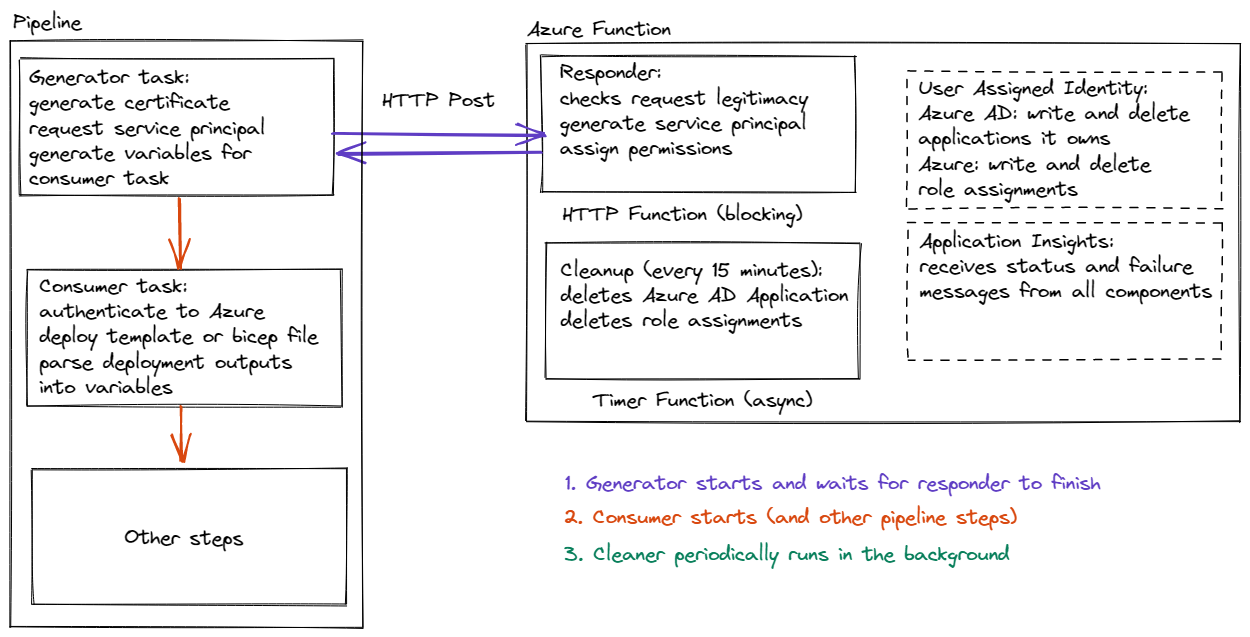 Pipeline
Generator task:
generate certificate
request service principal
generate variables for
consumer task
HTTP Post
Consumer task:
authenticate to Azure
deploy template or bicep file
parse deployment outputs
into variables
Other steps
Azure Function
Responder:
checks request legitimacy
generate service principal
assign permissions
HTTP Function (blocking)
Cleanup (every 15 minutes):
deletes Azure AD Application
deletes role assignments
Timer Function (async)
User Assigned Identity:
Azure AD: write and delete
applications it owns
Azure: write and delete
role assignments
Application Insights:
receives status and failure
messages from all components
1. Generator starts and waits for responder to finish
2. Consumer starts (and other pipeline steps)
3. Cleaner periodically runs in the background